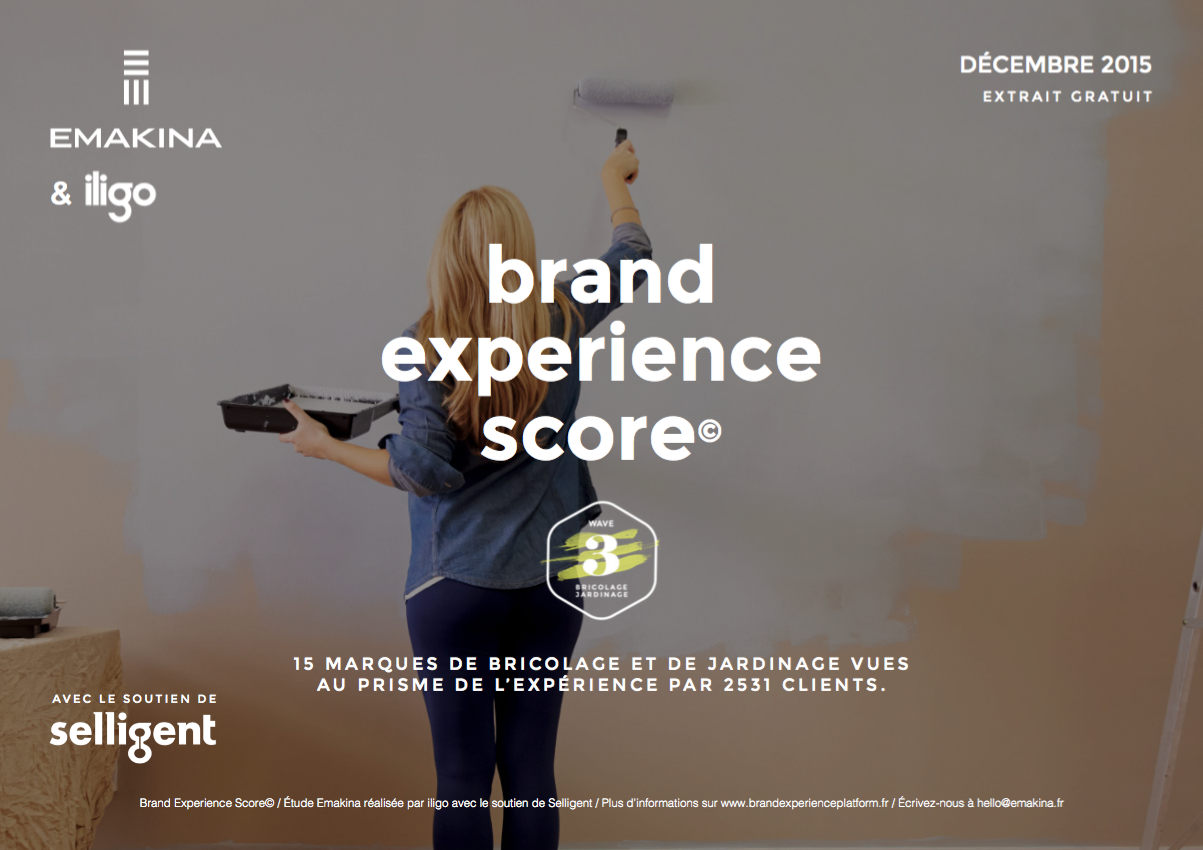 EMAKINA
& iligo
DÉCEMBRE 2015
EXTRAIT GRATUIT
brand
experience
score©
WAVE
3
BRICOLAGE
JARDINAGE
15 MARQUES DE BRICOLAGE ET DE JARDINAGE VUES
AU PRISME DE L'EXPÉRIENCE PAR 2531 CLIENTS.
AVEC LE SOUTIEN DE
selligent
Brand Experience Score© / Étude Emakina réalisée par iligo avec le soutien de Selligent / Plus d'informations sur www.brandexperienceplatform.fr / Écrivez-nous à hello@emakina.fr